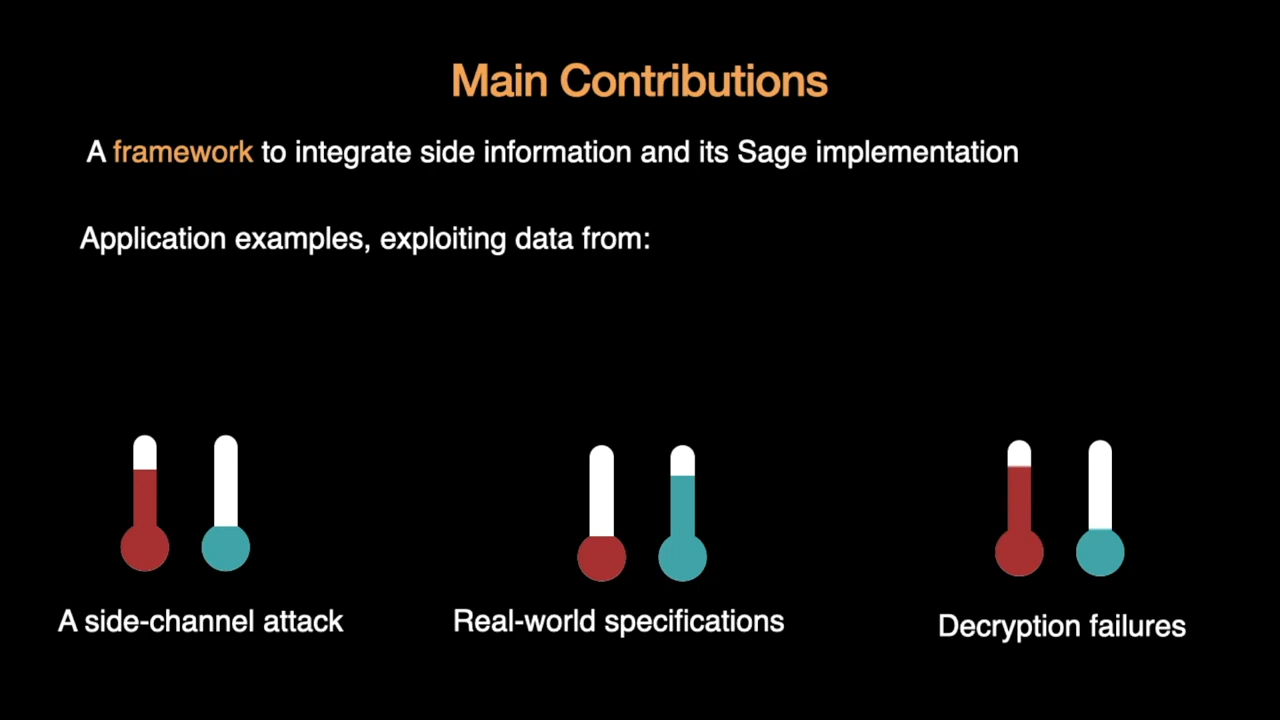 Main Contributions
A framework to integrate side information and its Sage implementation
Application examples, exploiting data from:
A side-channel attack
Real-world specifications
Decryption failures